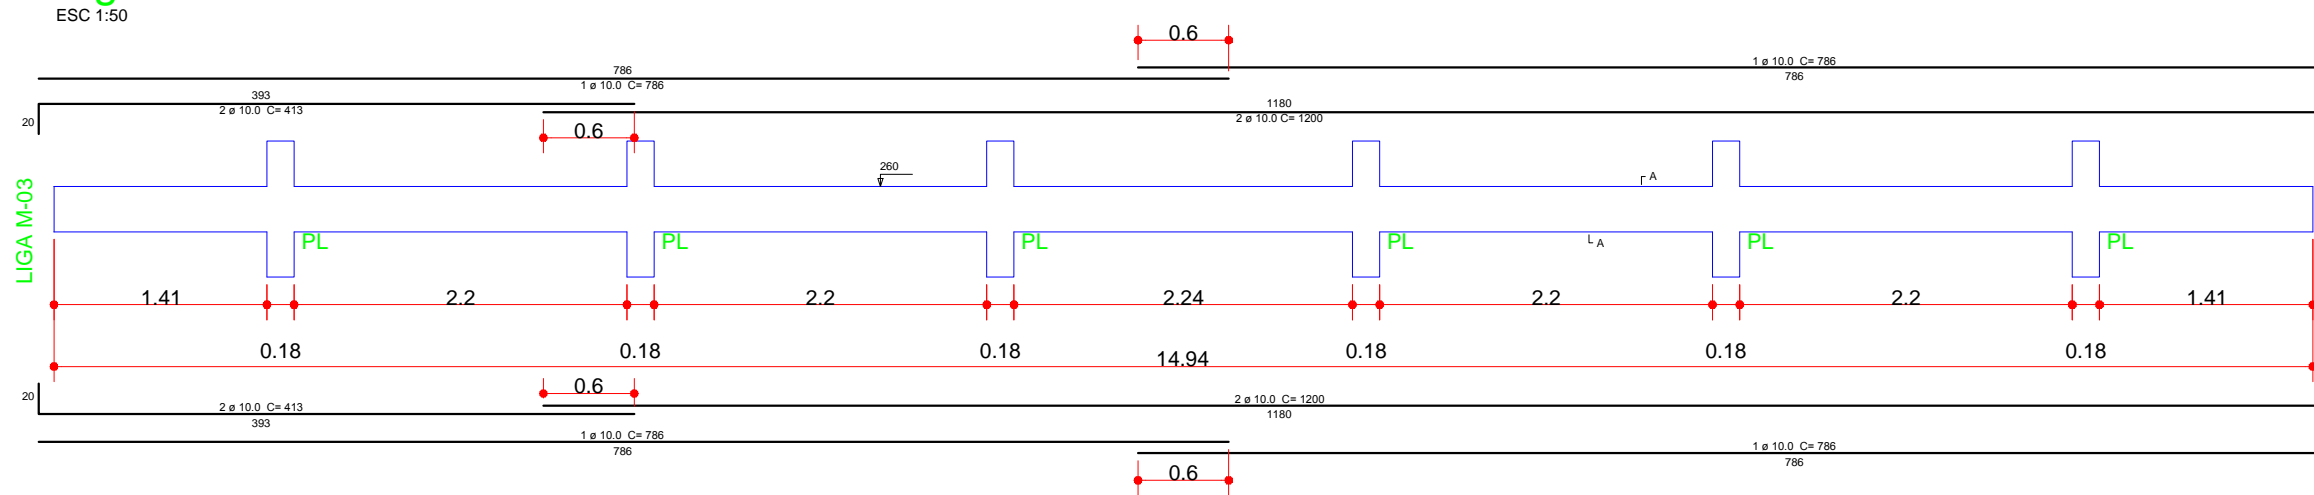 ESC 1:50
0.6
786
1 ø 10.0 C= 786
1 ø 10.0 C= 786
786
393
2 ø 10.0 C= 413
20
1180
2 ø 10.0 C= 1200
0.6
260
A
A
LIGA M-03
PL
PL
PL
PL
PL
PL
1.41
2.2
2.2
2.24
2.2
2.2
1.41
0.18
0.18
0.18
0.18
0.18
0.18
14.94
0.6
20
2 ø 10.0 C= 413
393
2 ø 10.0 C= 1200
1180
1 ø 10.0 C= 786
786
1 ø 10.0 C= 786
786
0.6